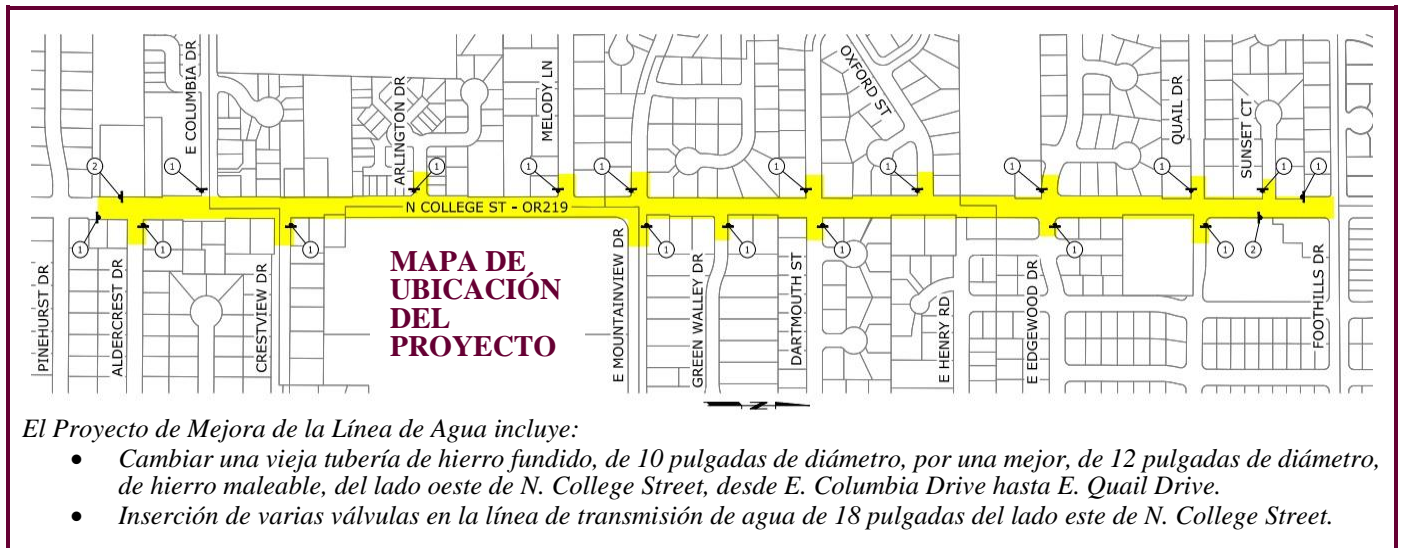 E COLUMBIA DR
ARLINGTON DR
MELODY LN
OXFORD ST
QUAIL DR
SUNSET CT
2
1
1
1
1
1
1
1
1
1
1
N COLLEGE ST - OR219
1
1
1
1
1
1
1
1
2
PINEHURST DR
ALDERCREST DR
CRESTVIEW DR
MAPA DE
UBICACIÓN
DEL
PROYECTO
E MOUNTAINVIEW DR
GREEN WALLEY DR
DARTMOUTH ST
E HENRY RD
E EDGEWOOD DR
FOOTHILLS DR
N
El Proyecto de Mejora de la Línea de Agua incluye:
• Cambiar una vieja tubería de hierro fundido, de 10 pulgadas de diámetro, por una mejor, de 12 pulgadas de diámetro,
de hierro maleable, del lado oeste de N. College Street, desde E. Columbia Drive hasta E. Quail Drive.
• Inserción de varias válvulas en la línea de transmisión de agua de 18 pulgadas del lado este de N. College Street.